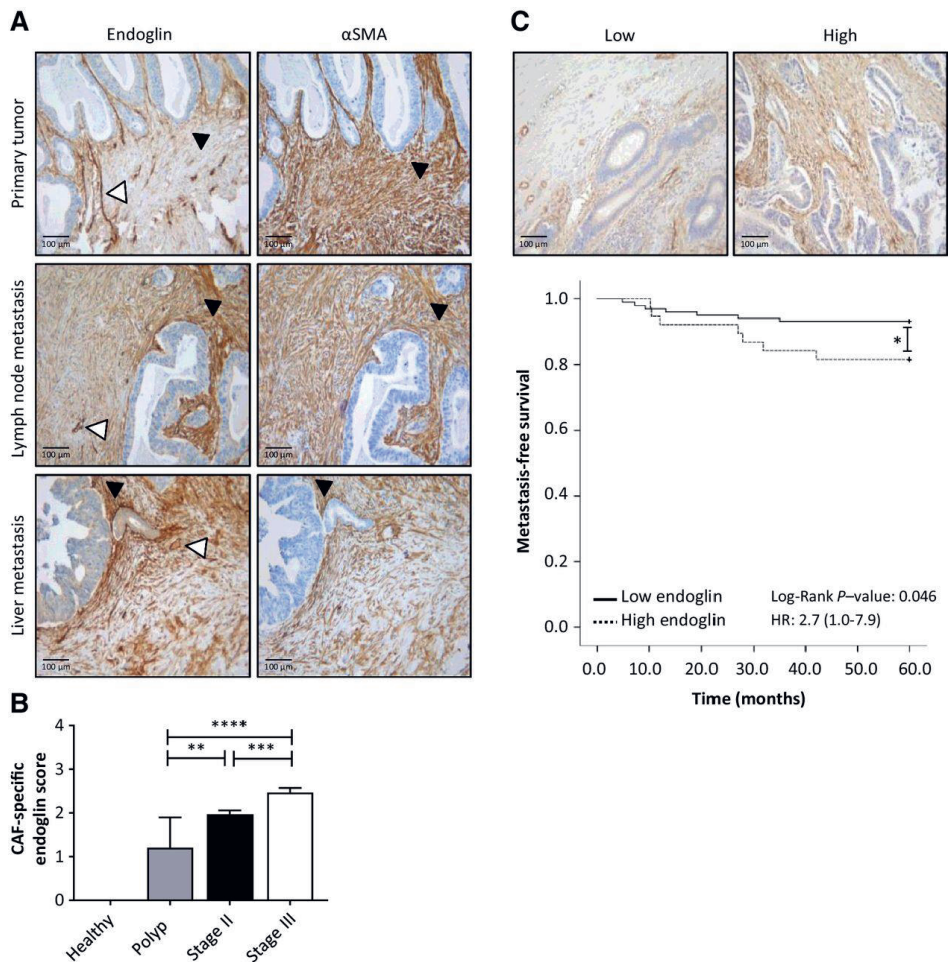 A
Endoglin
αSMA
Primary tumor
100 µm
100 µm
Lymph node metastasis
100 µm
100 µm
Liver metastasis
100 µm
100 µm
B
CAF-specific
endoglin score
4
3
2
1
0
****
** ***
Healthy
Polyp
Stage II
Stage III
C
Low
High
100 µm
100 µm
Metastasis-free survival
1.0
0.8
0.6
0.4
0.2
0.0
*
Low endoglin Log-Rank P–value: 0.046
High endoglin HR: 2.7 (1.0-7.9)
0.0 10.0 20.0 30.0 40.0 50.0 60.0
Time (months)